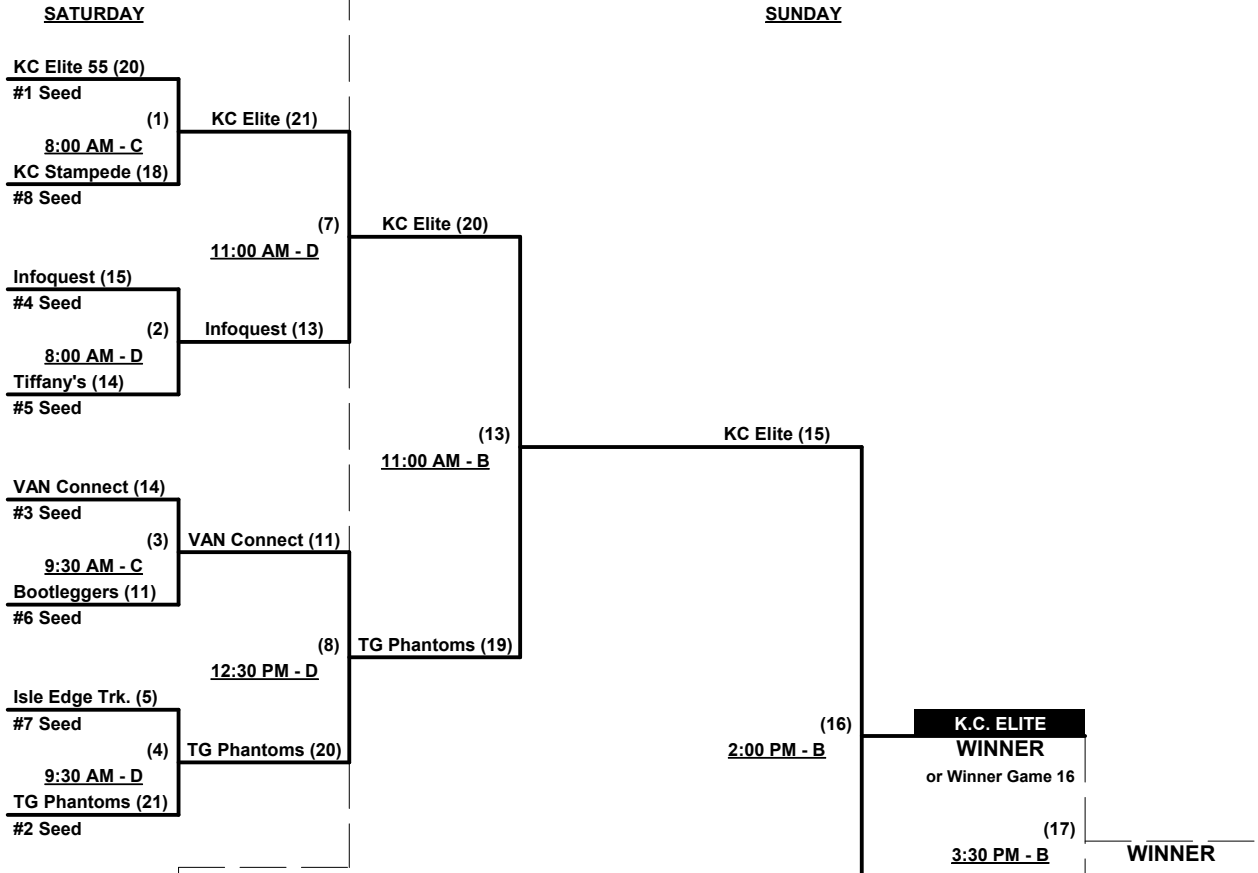 SATURDAY
SUNDAY
KC Elite 55 (20)
#1 Seed
(1)
KC Elite (21)
8:00 AM - C
KC Stampede (18)
#8 Seed
(7)
KC Elite (20)
11:00 AM - D
Infoquest (15)
#4 Seed
(2)
Infoquest (13)
8:00 AM - D
Tiffany's (14)
#5 Seed
(13)
KC Elite (15)
11:00 AM - B
VAN Connect (14)
#3 Seed
(3)
VAN Connect (11)
9:30 AM - C
Bootleggers (11)
#6 Seed
(8)
TG Phantoms (19)
12:30 PM - D
Isle Edge Trk. (5)
#7 Seed
(16)
K.C. ELITE
(4)
TG Phantoms (20)
2:00 PM - B
WINNER
9:30 AM - D
or Winner Game 16
TG Phantoms (21)
#2 Seed
(17)
3:30 PM - B
WINNER